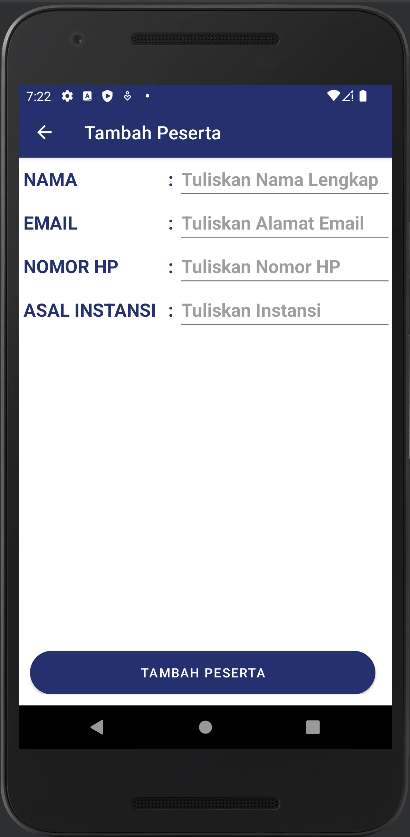 7:22
Tambah Peserta
NAMA : Tuliskan Nama Lengkap
EMAIL : Tuliskan Alamat Email
NOMOR HP : Tuliskan Nomor HP
ASAL INSTANSI : Tuliskan Instansi
TAMBAH PESERTA